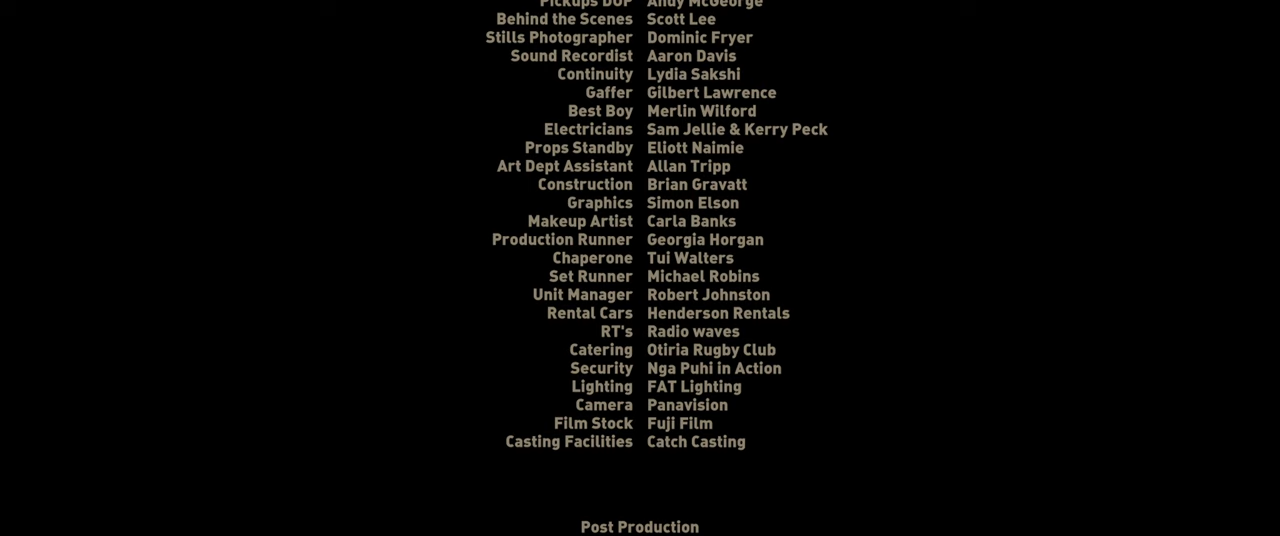 Pickups DOP Andy McGeorge
Behind the Scenes Scott Lee
Stills Photographer Dominic Fryer
Sound Recordist Aaron Davis
Continuity Lydia Sakshi
Gaffer Gilbert Lawrence
Best Boy Merlin Wilford
Electricians Sam Jellie & Kerry Peck
Props Standby Eliott Naimie
Art Dept Assistant Allan Tripp
Construction Brian Gravatt
Graphics Simon Elson
Makeup Artist Carla Banks
Production Runner Georgia Horgan
Chaperone Tui Walters
Set Runner Michael Robins
Unit Manager Robert Johnston
Rental Cars Henderson Rentals
RT's Radio waves
Catering Otiria Rugby Club
Security Nga Puhi in Action
Lighting FAT Lighting
Camera Panavision
Film Stock Fuji Film
Casting Facilities Catch Casting
Post Production